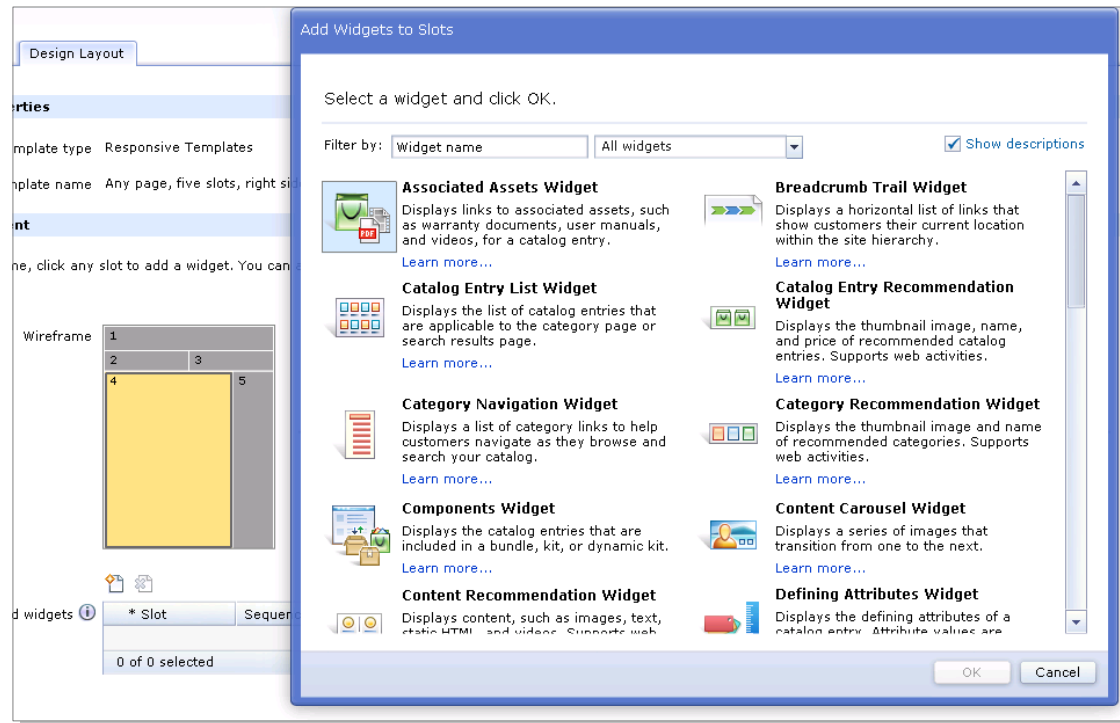 Add Widgets to Slots
Design Layout
erties
mplate type Responsive Templates
nplate name Any page, five slots, right sid
ent
ne, click any slot to add a widget. You can
Wireframe
1
2 3
4 5
d widgets
* Slot Sequen
0 of 0 selected
Select a widget and click OK.
Filter by: Widget name All widgets Show descriptions
Associated Assets Widget
Displays links to associated assets, such
as warranty documents, user manuals,
and videos, for a catalog entry.
Learn more...
PDF
Breadcrumb Trail Widget
Displays a horizontal list of links that
show customers their current location
within the site hierarchy.
Learn more...
Catalog Entry List Widget
Displays the list of catalog entries that
are applicable to the category page or
search results page.
Learn more...
Catalog Entry Recommendation
Widget
Displays the thumbnail image, name,
and price of recommended catalog
entries. Supports web activities.
Learn more...
Category Navigation Widget
Displays a list of category links to help
customers navigate as they browse and
search your catalog.
Learn more...
Category Recommendation Widget
Displays the thumbnail image and name
of recommended categories. Supports
web activities.
Learn more...
Components Widget
Displays the catalog entries that are
included in a bundle, kit, or dynamic kit.
Learn more...
Content Carousel Widget
Displays a series of images that
transition from one to the next.
Learn more...
Content Recommendation Widget
Displays content, such as images, text,
static HTML, and videos. Supports web
Defining Attributes Widget
Displays the defining attributes of a
catalog entry. Attribute values are
OK Cancel